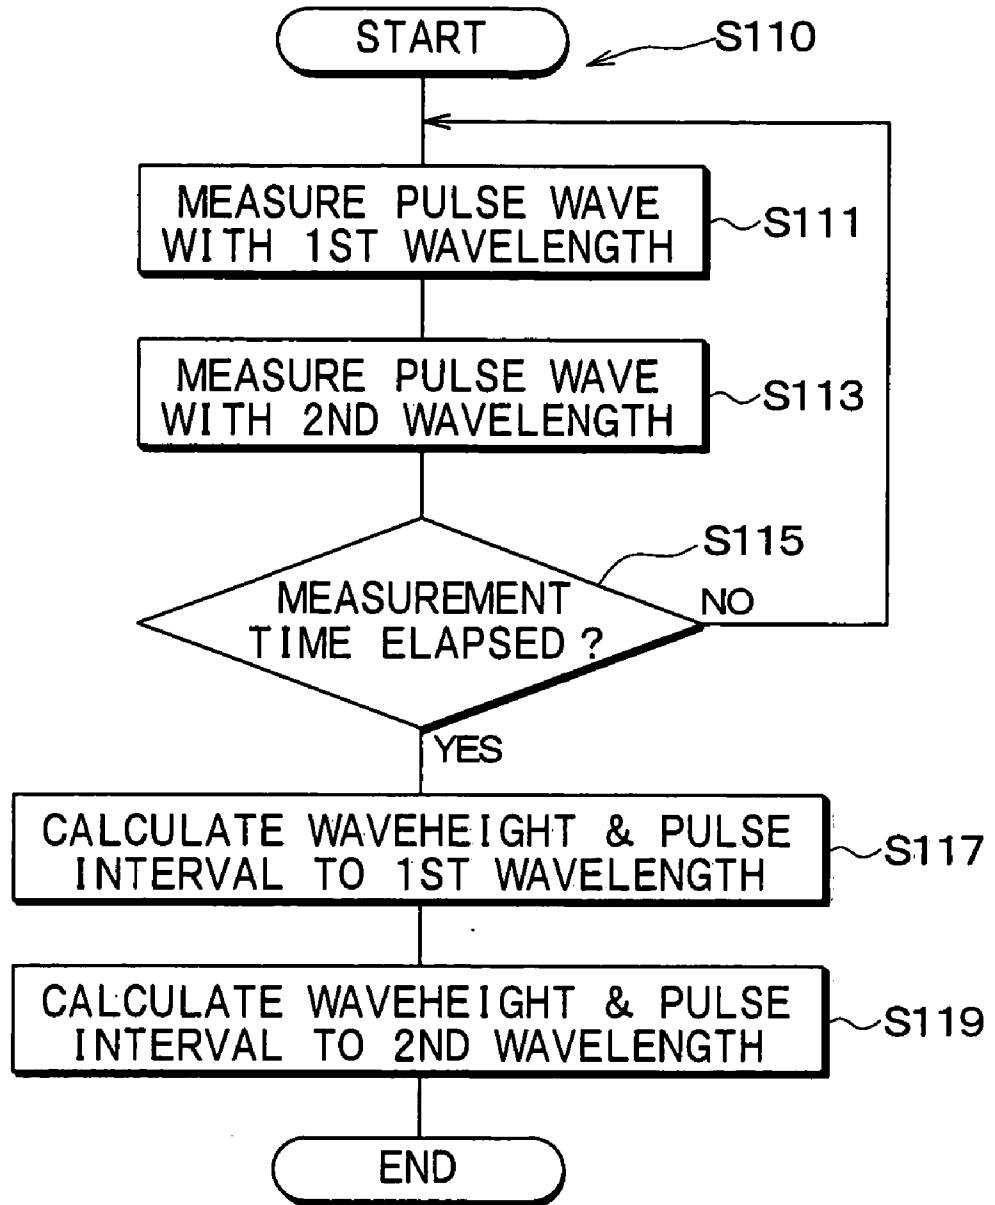 START
S110
MEASURE PULSE WAVE
WITH 1ST WAVELENGTH
S111
MEASURE PULSE WAVE
WITH 2ND WAVELENGTH
S113
S115
MEASUREMENT
TIME ELAPSED?
NO
YES
CALCULATE WAVEHEIGHT & PULSE
INTERVAL TO 1ST WAVELENGTH
S117
CALCULATE WAVEHEIGHT & PULSE
INTERVAL TO 2ND WAVELENGTH
S119
END